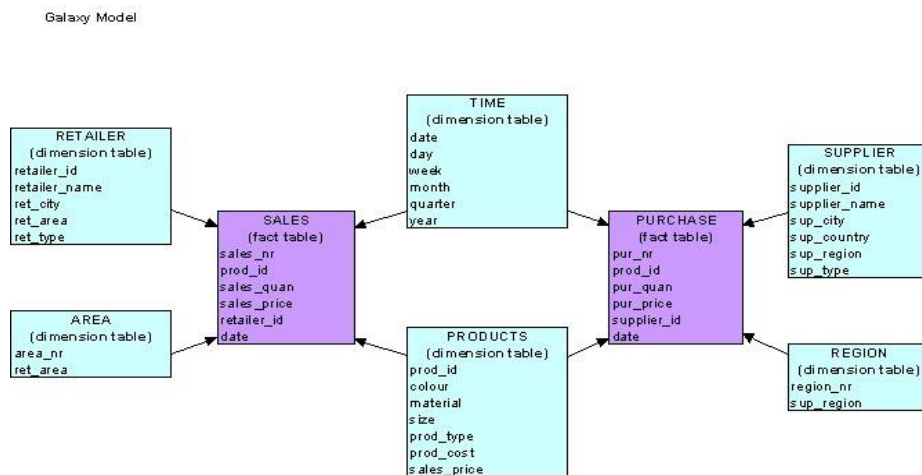 Galaxy Model
TIME
(dimension table)
date
day
week
month
quarter
year
RETAILER
(dimension table)
retailer_id
retailer_name
ret_city
ret_area
ret_type
SUPPLIER
(dimension table)
supplier_id
supplier_name
sup_city
sup_country
sup_region
sup_type
SALES
(fact table)
sales_nr
prod_id
sales_quan
sales_price
retailer_id
date
PURCHASE
(fact table)
pur_nr
prod_id
pur_quan
pur_price
supplier_id
date
AREA
(dimension table)
area_nr
ret_area
PRODUCTS
(dimension table)
prod_id
colour
material
size
prod_type
prod_cost
sales_price
REGION
(dimension table)
region_nr
sup_region